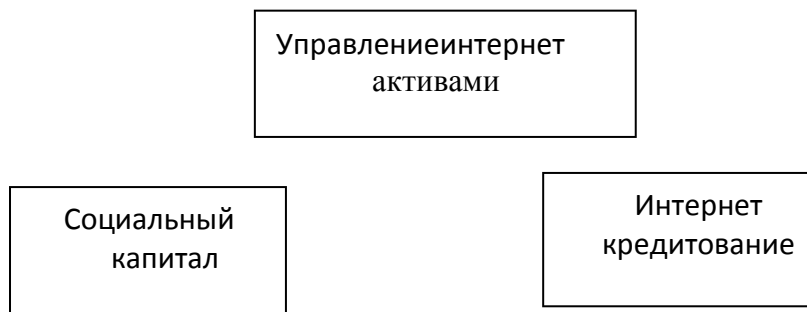 Управлениеинтернет
активами
Социальный
капитал
Интернет
кредитование